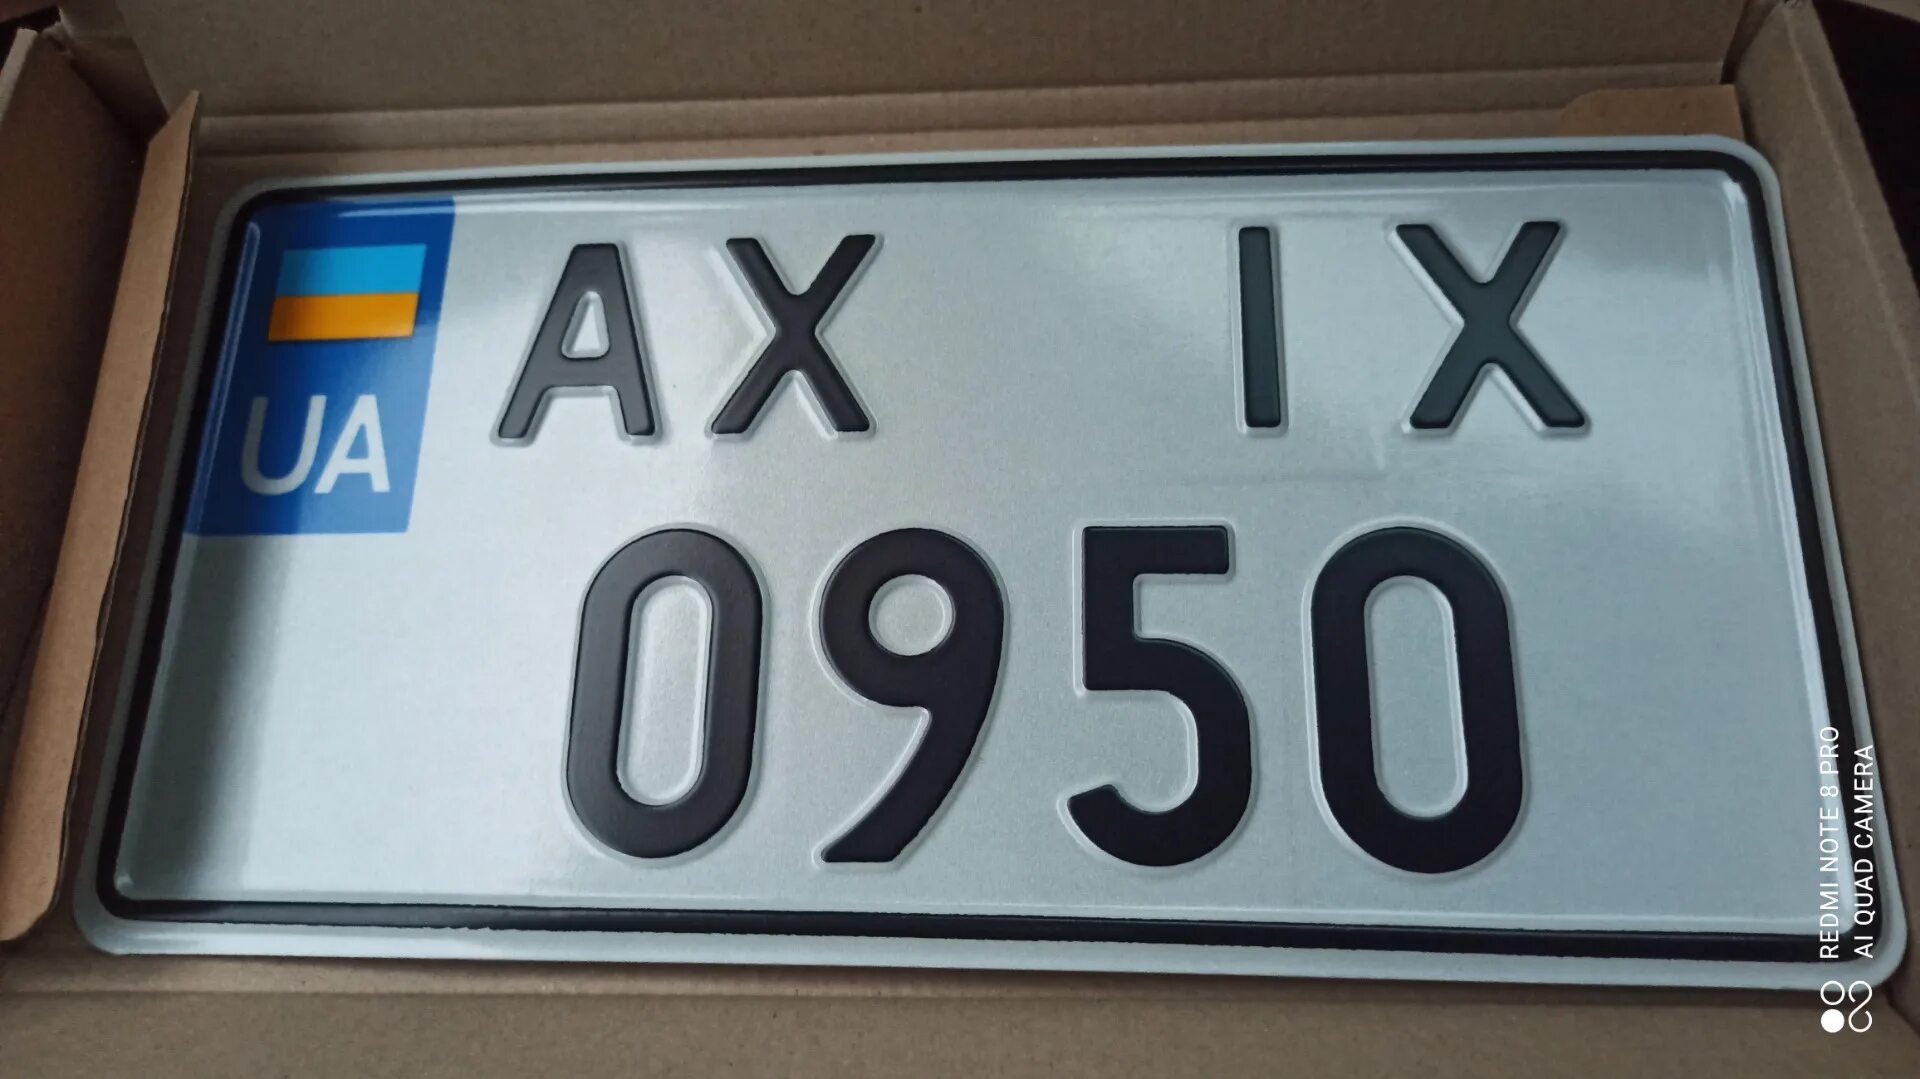 AX IX
UA
0950
REDMI NOTE 8 PRO
AI QUAD CAMERA